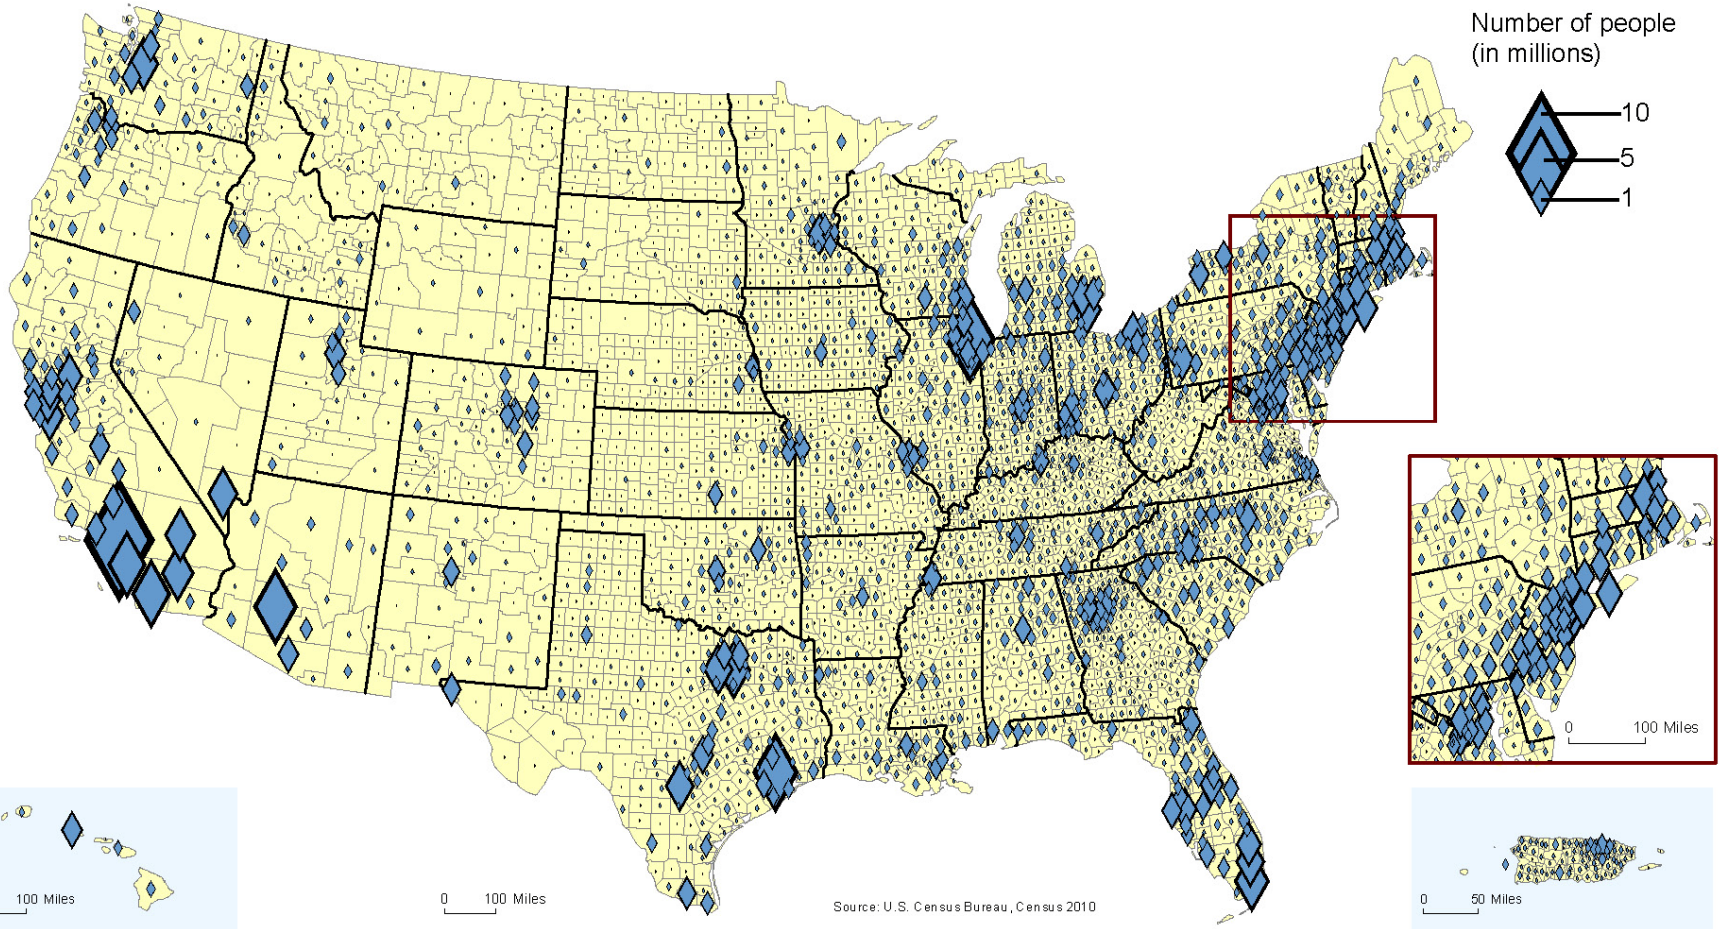 Number of people
(in millions)
10
5
1
0 100 Miles
100 Miles
0 100 Miles
Source: U.S. Census Bureau, Census 2010
0 50 Miles